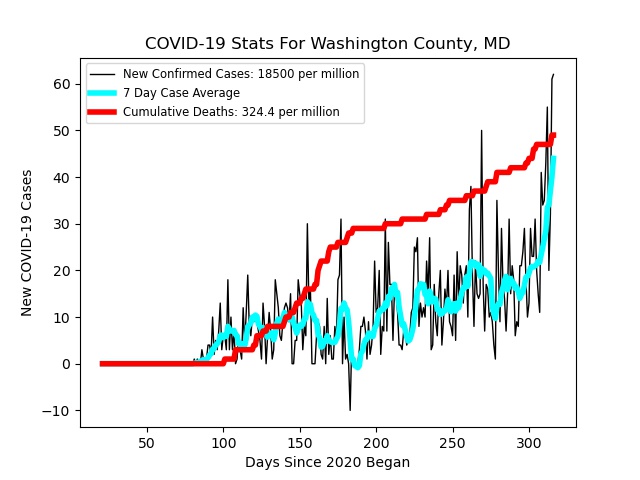 COVID-19 Stats For Washington County, MD
New Confirmed Cases: 18500 per million
7 Day Case Average
Cumulative Deaths: 324.4 per million
New COVID-19 Cases
60
50
40
30
20
10
0
−10
50 100 150 200 250 300
Days Since 2020 Began